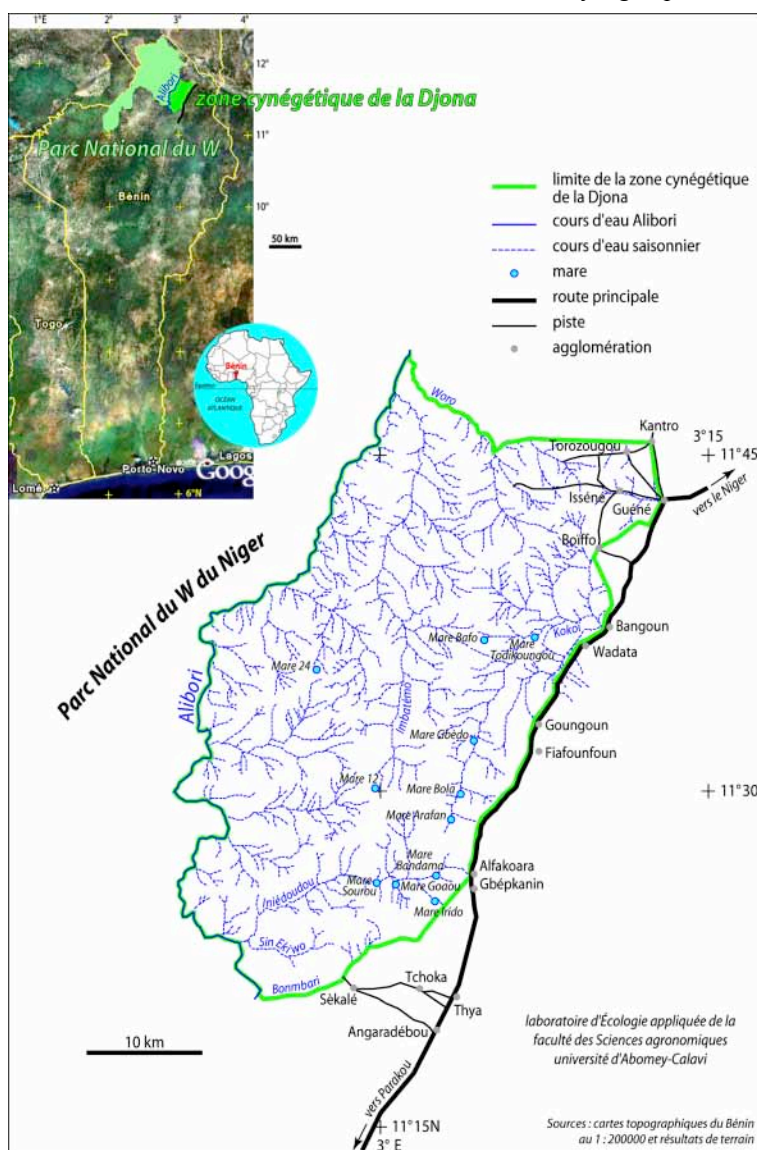 1°E
2°
3°
4°
Alibori
zone cynégétique de la Djona
11°
Parc National du W
Bénin
10°
50 km
Togo
Bénin
Equateur
OCÉAN
ATLANTIQUE
Porto-Novo
Lagos
Lomé
Goog
6°N
limite de la zone cynégétique
de la Djona
cours d'eau Alibori
cours d'eau saisonnier
mare
route principale
piste
agglomération
Woro
Kantro
3°15
Torozougou
11°45
Isséné
Guéné
vers le Niger
Boïffo
Parc National du W du Niger
Bangoun
Kokoi
Mare Bafo
Mare
Todikoungou
Wadata
Mare 24
Alibori
Imbatémo
Goungoun
Mare Gbédo
Fiafounfoun
Mare 12
Mare Bola
11°30
Mare Arafan
Mare
Bandama
Alfakoara
Gbépkanin
Mare
Sourou
Mare Goaou
Iniédoudou
Mare Irido
Sin Eki'wo
Bonmbari
Sèkalé
Tchoka
Thya
Angaradébou
10 km
laboratoire d'Écologie appliquée de la
faculté des Sciences agronomiques
université d'Abomey-Calavi
vers Parakou
11°15N
3° E
Sources : cartes topographiques du Bénin
au 1 : 200000 et résultats de terrain